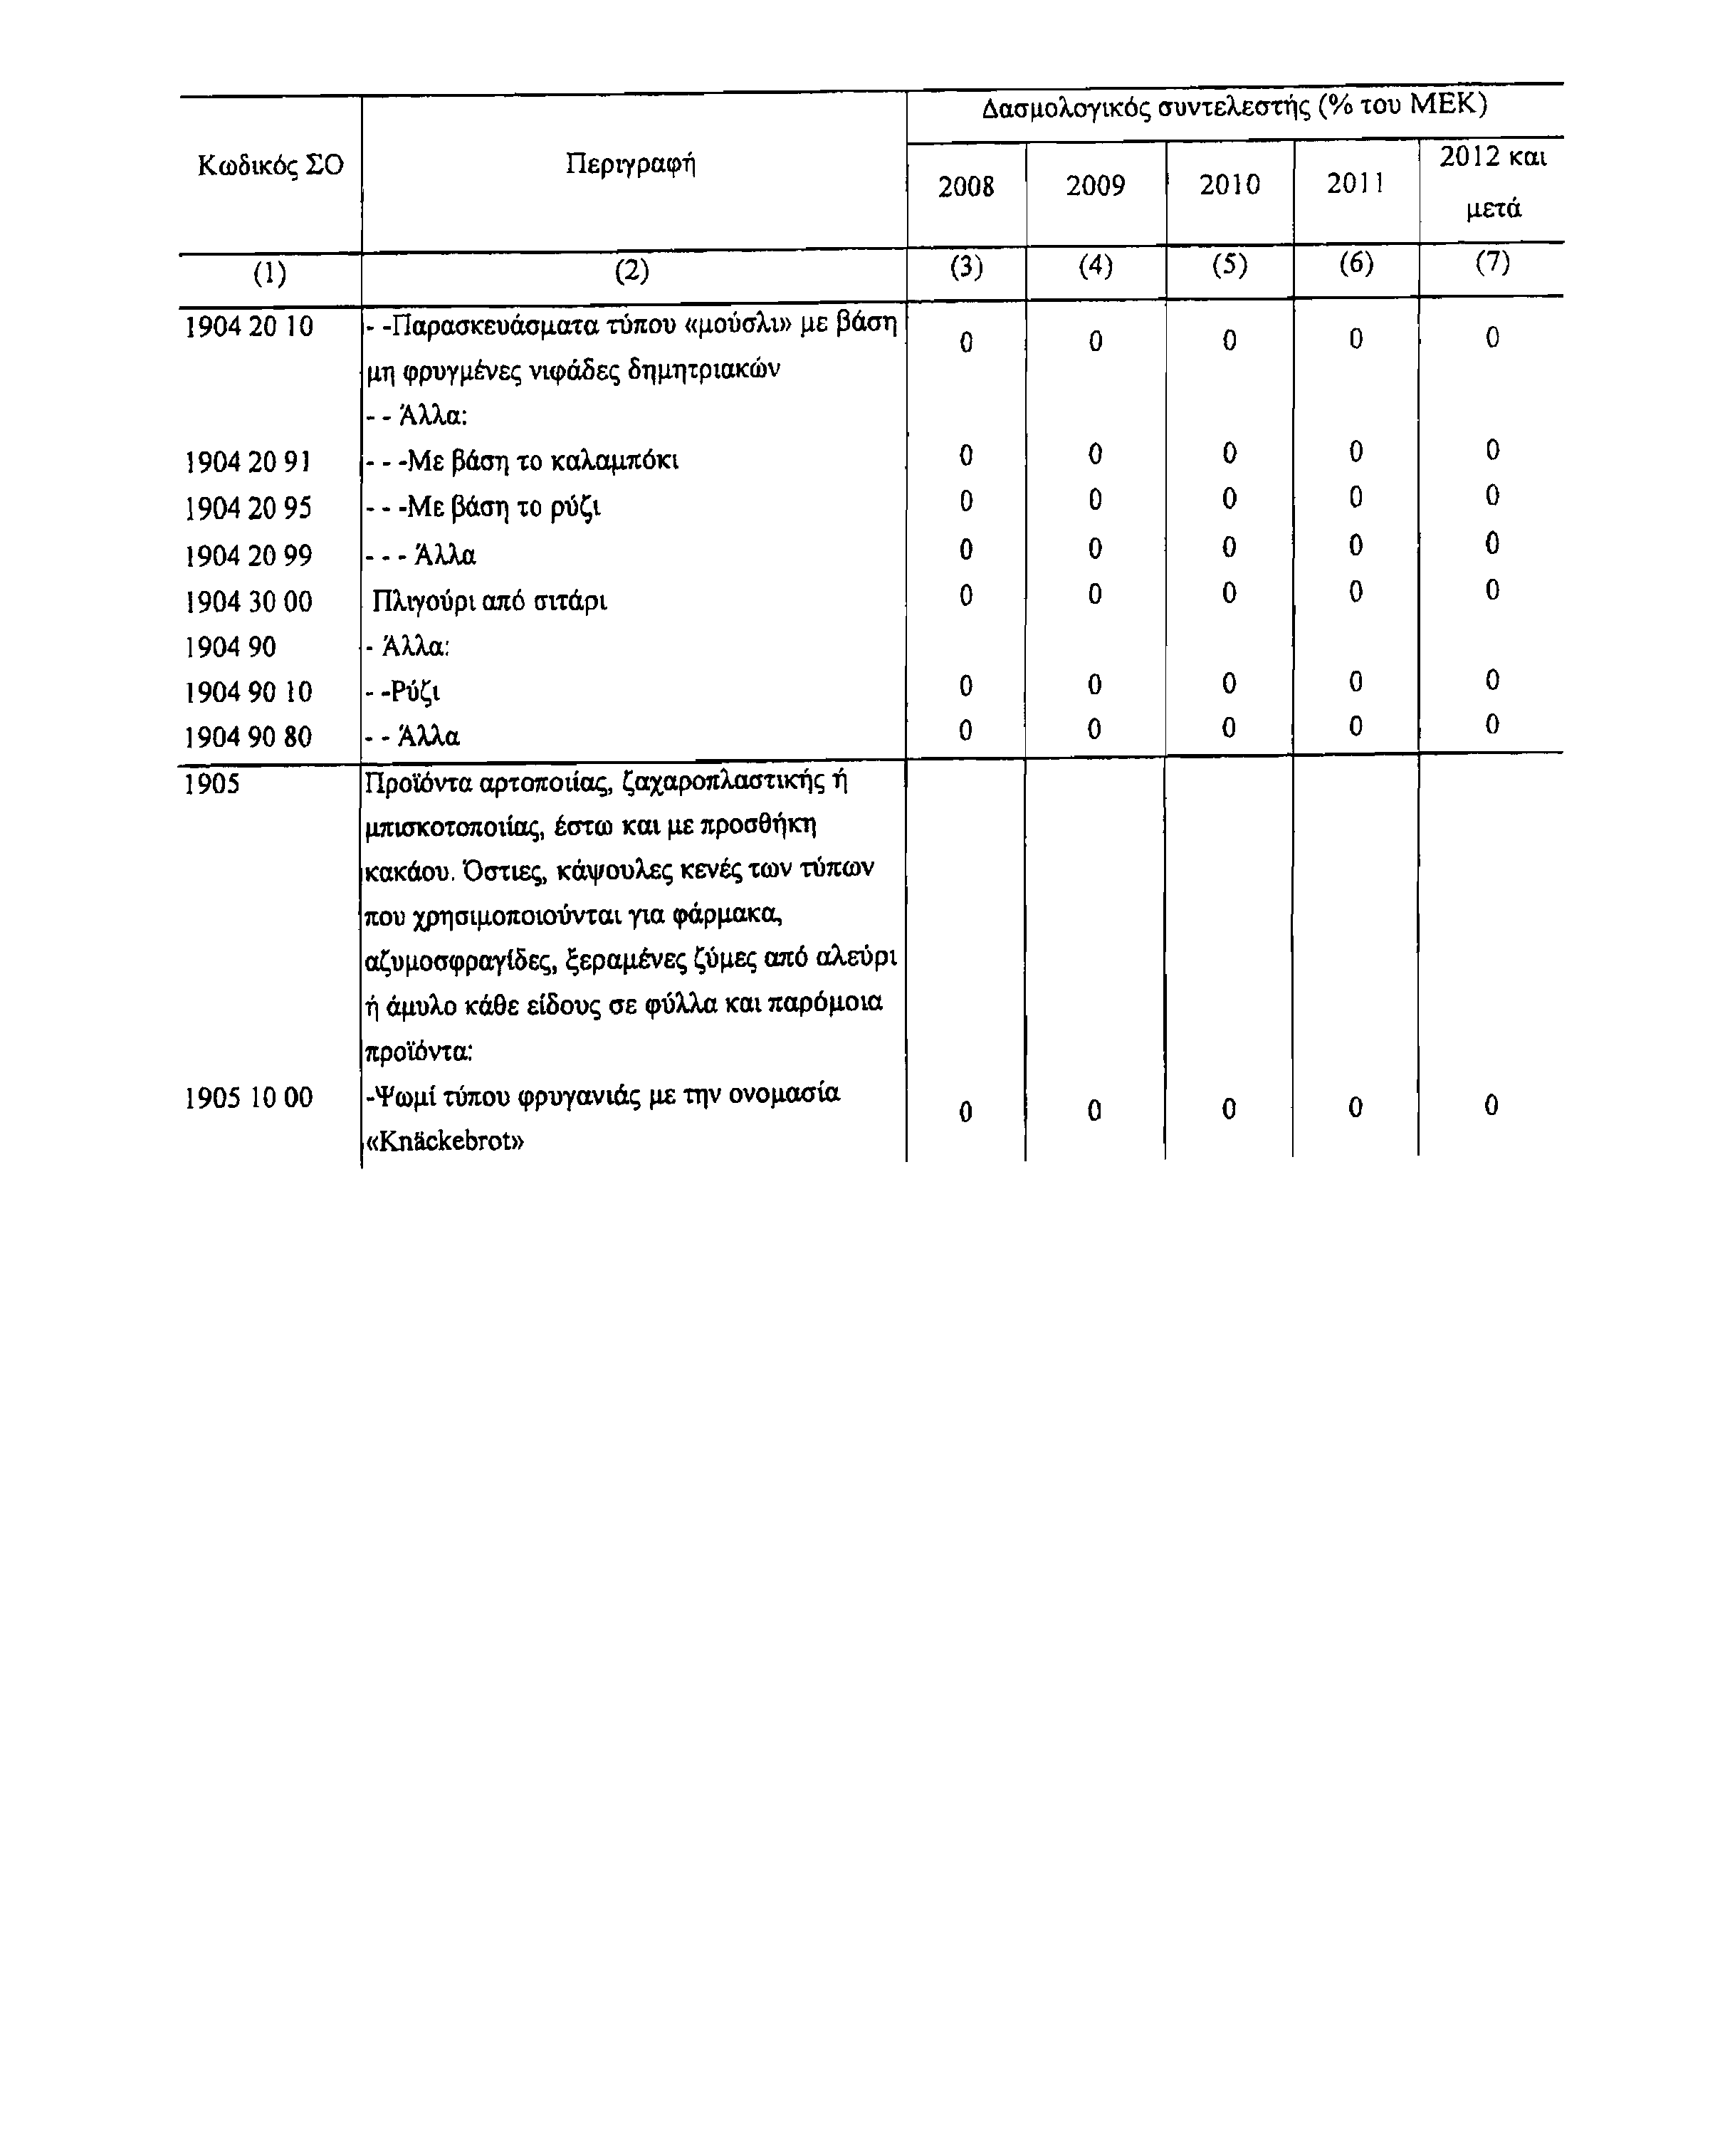 Δασμολογικός συντελεστής (% του ΜΕΚ)
Κωδικός ΣΟ Περιγραφή 2008 2009 2010 2011 2012 και
μετά
(1) (2) (3) (4) (5) (6) (7)
1904 20 10 - -Παρασκευάσματα τύπου «μούσλι» με βάση 0 0 0 0 0
μη φρυγμένες νιφάδες δημητριακών
- - Άλλα:
1904 20 91 - - -Με βάση το καλαμπόκι 0 0 0 0 0
1904 20 95 - - -Με βάση το ρύζι 0 0 0 0 0
1904 20 99 - - - Άλλα 0 0 0 0 0
1904 30 00 Πλιγούρι από σιτάρι 0 0 0 0 0
1904 90 - Άλλα:
1904 90 10 - -Ρύζι 0 0 0 0 0
1904 90 80 - - Άλλα 0 0 0 0 0
1905 Προϊόντα αρτοποιίας, ζαχαροπλαστικής ή
μπισκοτοποιίας, έστω και με προσθήκη
κακάου. Όστιες, κάψουλες κενές των τύπων
που χρησιμοποιούνται για φάρμακα,
αζυμοσφραγίδες, ξεραμένες ζύμες από αλεύρι
ή άμυλο κάθε είδους σε φύλλα και παρόμοια
προϊόντα:
1905 10 00 -Ψωμί τύπου φρυγανιάς με την ονομασία 0 0 0 0 0
«Knäckebrot»